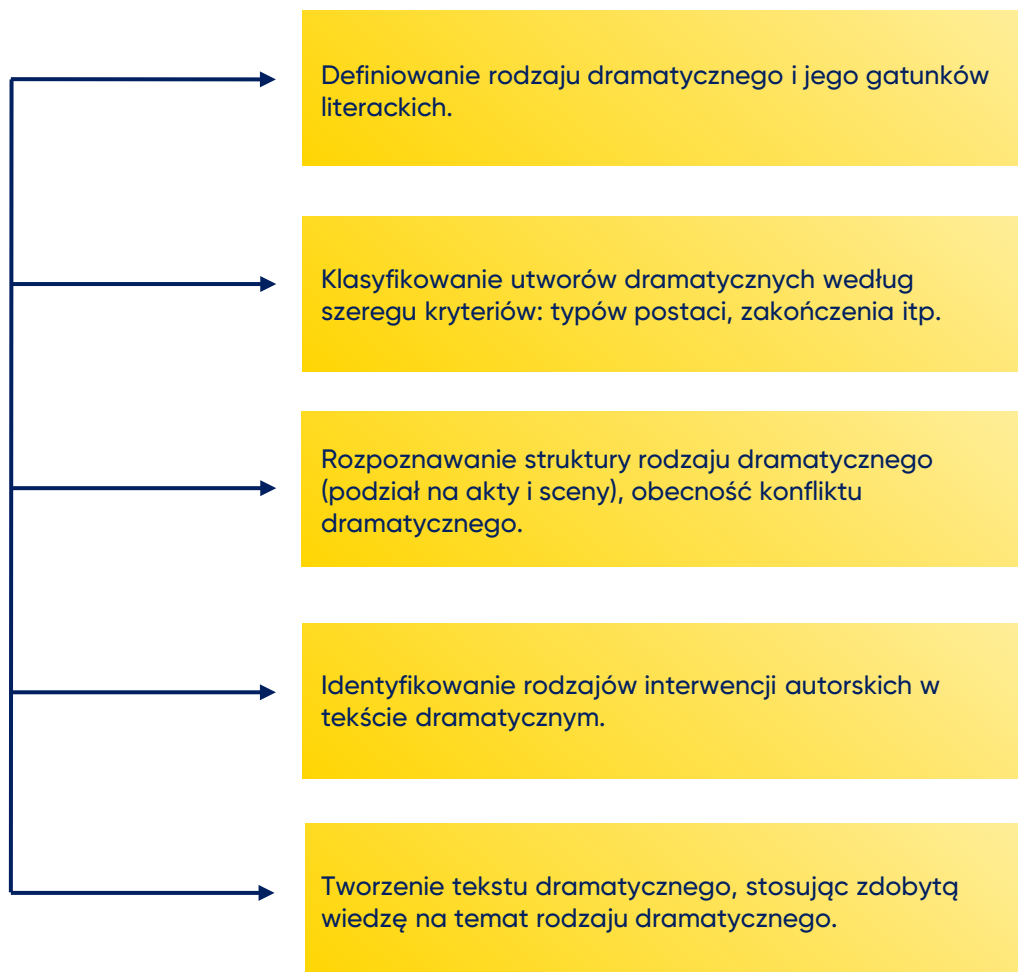 Definiowanie rodzaju dramatycznego i jego gatunków
literackich.
Klasyfikowanie utworów dramatycznych według
szeregu kryteriów: typów postaci, zakończenia itp.
Rozpoznawanie struktury rodzaju dramatycznego
(podział na akty i sceny), obecność konfliktu
dramatycznego.
Identyfikowanie rodzajów interwencji autorskich w
tekście dramatycznym.
Tworzenie tekstu dramatycznego, stosując zdobytą
wiedzę na temat rodzaju dramatycznego.